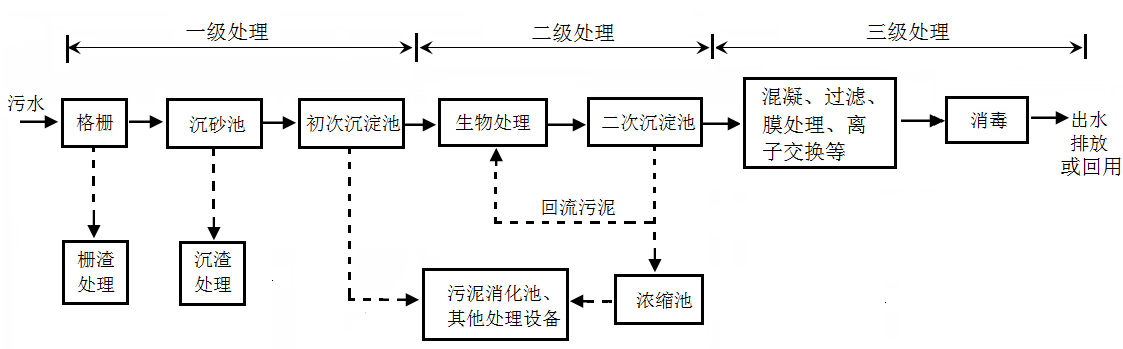 一级处理
二级处理
三级处理
污水
格栅
沉砂池
初次沉淀池
生物处理
二次沉淀池
混凝、过滤、
膜处理、离
子交换等
消毒
出水
排放
或回用
回流污泥
栅渣
处理
沉渣
处理
污泥消化池、
其他处理设备
浓缩池